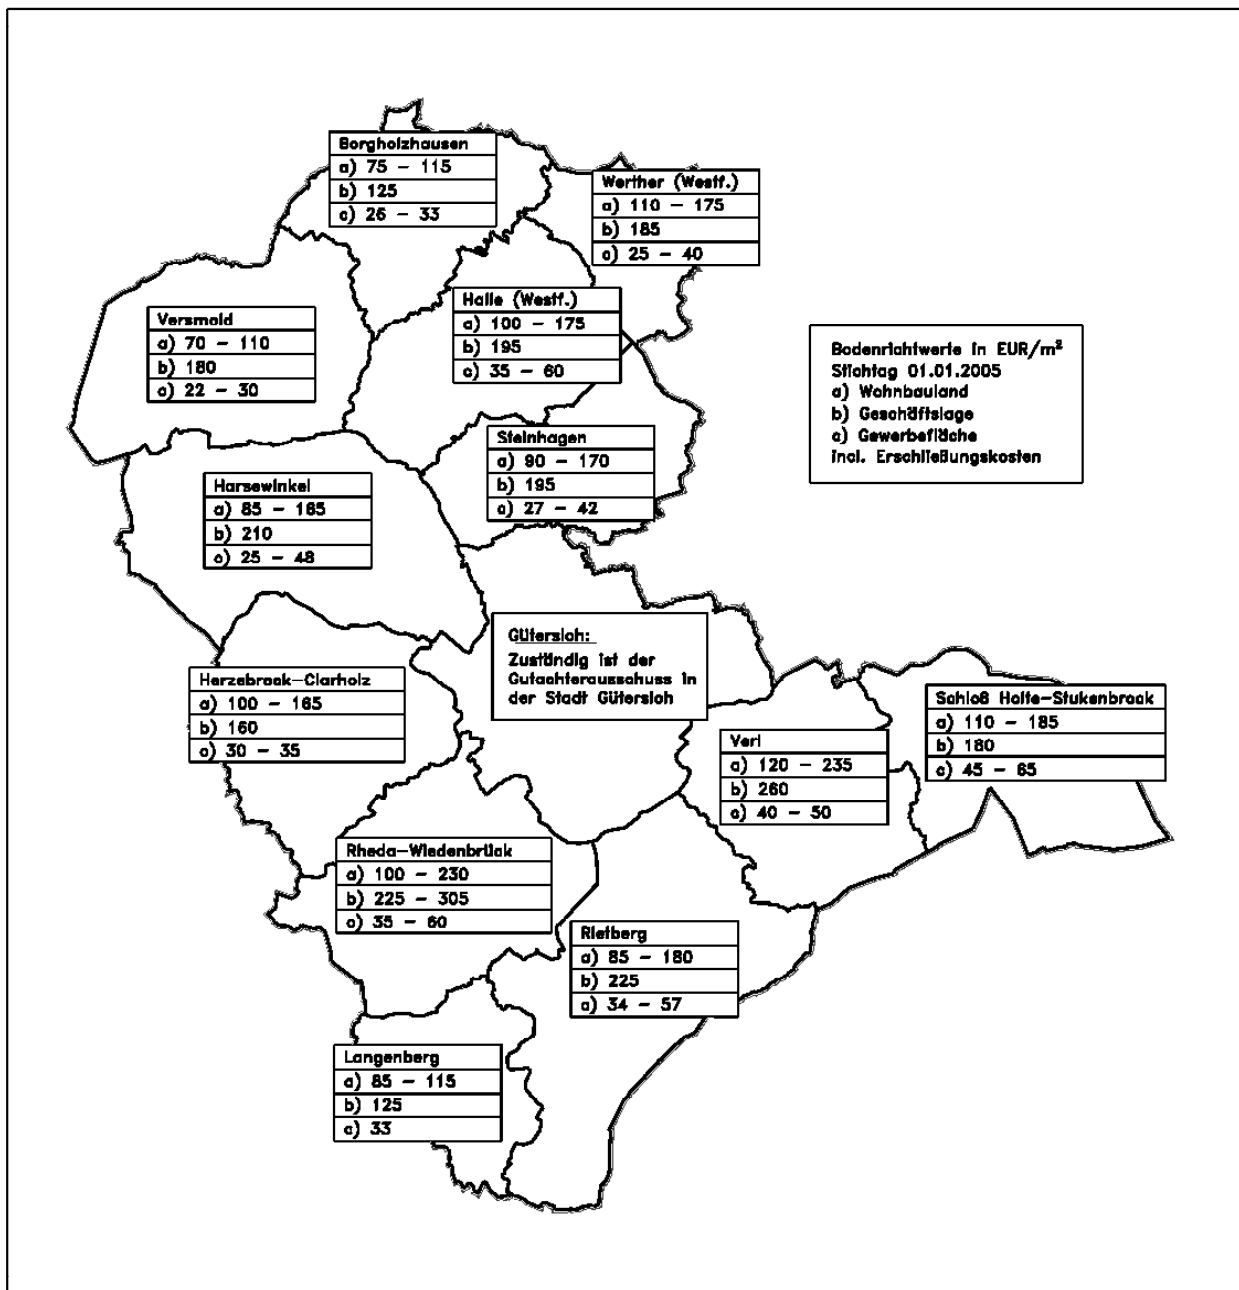 Borgholzhausen
a) 75 – 115
b) 125
c) 26 – 33
Werther (Westf.)
a) 110 – 175
b) 185
c) 25 – 40
Halle (Westf.)
a) 100 – 175
b) 195
c) 35 – 60
Versmold
a) 70 – 110
b) 180
c) 22 – 30
Bodenrichtwerte in EUR/m²
Stichtag 01.01.2005
a) Wohnbauland
b) Geschäftslage
c) Gewerbefläche
incl. Erschließungskosten
Steinhagen
a) 90 – 170
b) 195
c) 27 – 42
Harsewinkel
a) 85 – 165
b) 210
c) 25 – 48
Gütersloh:
Zuständig ist der
Gutachterausschuss in
der Stadt Gütersloh
Herzebrock–Clarholz
a) 100 – 165
b) 160
c) 30 – 35
Schloß Holte–Stukenbrock
a) 110 – 185
b) 180
c) 45 – 65
Verl
a) 120 – 235
b) 260
c) 40 – 50
Rheda–Wiedenbrück
a) 100 – 230
b) 225 – 305
c) 35 – 60
Rietberg
a) 85 – 180
b) 225
c) 34 – 57
Langenberg
a) 85 – 115
b) 125
c) 33